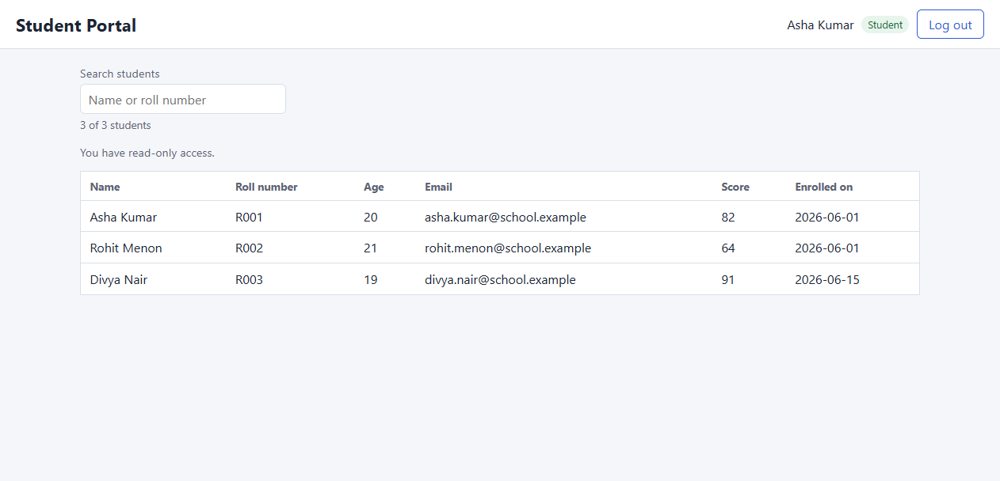 Student Portal
Asha Kumar Student Log out
Search students
Name or roll number
3 of 3 students
You have read-only access.
Name Roll number Age Email Score Enrolled on
Asha Kumar R001 20 asha.kumar@school.example 82 2026-06-01
Rohit Menon R002 21 rohit.menon@school.example 64 2026-06-01
Divya Nair R003 19 divya.nair@school.example 91 2026-06-15